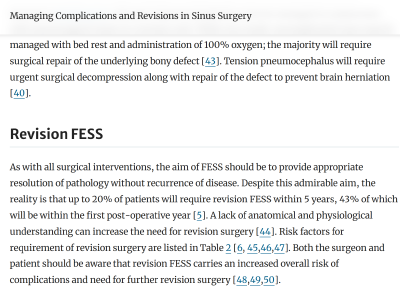 Managing Complications and Revisions in Sinus Surgery
managed with bed rest and administration of 100% oxygen; the majority will require
surgical repair of the underlying bony defect [43]. Tension pneumocephalus will require
urgent surgical decompression along with repair of the defect to prevent brain herniation
[40].
Revision FESS
As with all surgical interventions, the aim of FESS should be to provide appropriate
resolution of pathology without recurrence of disease. Despite this admirable aim, the
reality is that up to 20% of patients will require revision FESS within 5 years, 43% of which
will be within the first post-operative year [5]. A lack of anatomical and physiological
understanding can increase the need for revision surgery [44]. Risk factors for
requirement of revision surgery are listed in Table 2 [6, 45,46,47]. Both the surgeon and
patient should be aware that revision FESS carries an increased overall risk of
complications and need for further revision surgery [48,49,50].